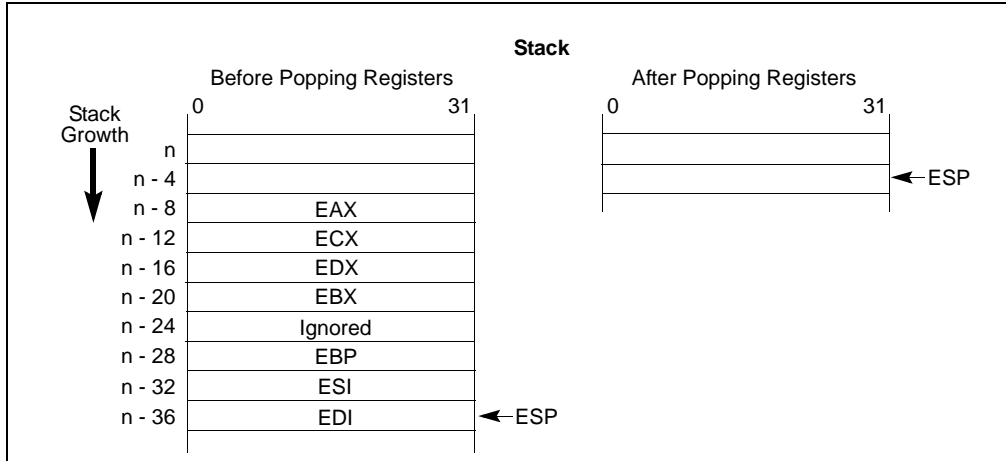 Stack
Before Popping Registers
After Popping Registers
0 31
0 31
Stack
Growth
n
n - 4
ESP
n - 8 EAX
n - 12 ECX
n - 16 EDX
n - 20 EBX
n - 24 Ignored
n - 28 EBP
n - 32 ESI
n - 36 EDI ESP